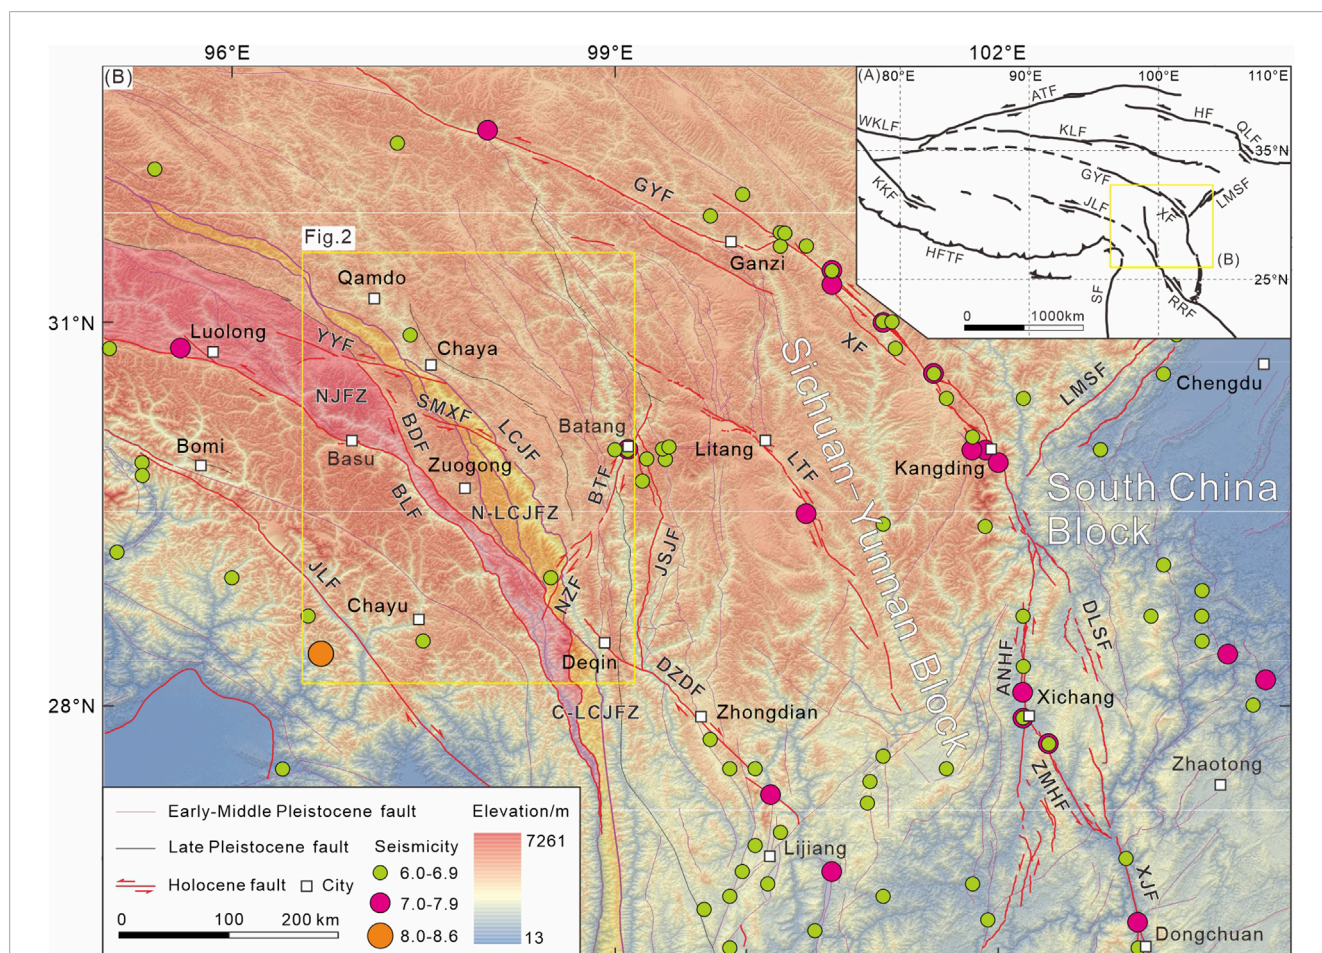 96°E
99°E
102°E
(B)
(A)
80°E
90°E
100°E
110°E
ATF
HF
QLF
WKLF
KLF
35°N
GYF
KKF
JLF
XF
LMSF
HFTF
(B)
25°N
SF
RRF
0
1000km
GYF
Fig.2
Ganzi
Qamdo
31°N
Luolong
YYF
Chaya
XF
LMSF
Chengdu
NJFZ
SMXF
BDF
LCJF
Batang
Litang
Bomi
Basu
Zuogong
LTF
Kangding
BTF
BLF
N-LCJFZ
South China
Block
Sichuan-Yunnan Block
JSJF
JLF
NZF
Chayu
DLSF
Deqin
DZDF
ANHF
28°N
C-LCJFZ
Zhongdian
Xichang
Zhaotong
ZMHF
Lijiang
XJF
Dongchuan
Early-Middle Pleistocene fault
Late Pleistocene fault
Holocene fault
City
0
100
200 km
Seismicity
6.0-6.9
7.0-7.9
8.0-8.6
Elevation/m
7261
13